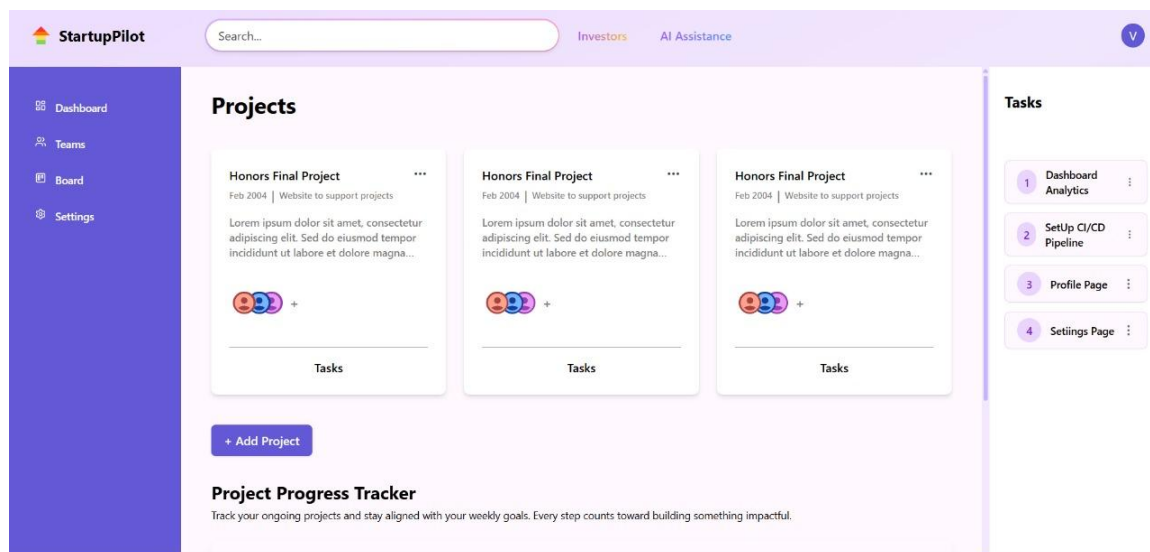 StartupPilot
Search...
Investors
AI Assistance
V
Dashboard
Teams
Board
Settings
Projects
Honors Final Project
Feb 2004 | Website to support projects
Lorem ipsum dolor sit amet, consectetur
adipiscing elit. Sed do eiusmod tempor
incididunt ut labore et dolore magna...
+
Tasks
Honors Final Project
Feb 2004 | Website to support projects
Lorem ipsum dolor sit amet, consectetur
adipiscing elit. Sed do eiusmod tempor
incididunt ut labore et dolore magna...
+
Tasks
Honors Final Project
Feb 2004 | Website to support projects
Lorem ipsum dolor sit amet, consectetur
adipiscing elit. Sed do eiusmod tempor
incididunt ut labore et dolore magna...
+
Tasks
+ Add Project
Project Progress Tracker
Track your ongoing projects and stay aligned with your weekly goals. Every step counts toward building something impactful.
Tasks
1 Dashboard
Analytics
2 SetUp CI/CD
Pipeline
3 Profile Page
4 Setiings Page